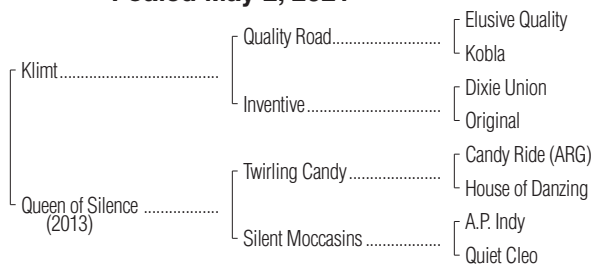 Foaled May 2, 2021
Elusive Quality
Quality Road
Kobla
Klimt
Dixie Union
Inventive
Original
Candy Ride (ARG)
Twirling Candy
House of Danzing
Queen of Silence
(2013)
A.P. Indy
Silent Moccasins
Quiet Cleo